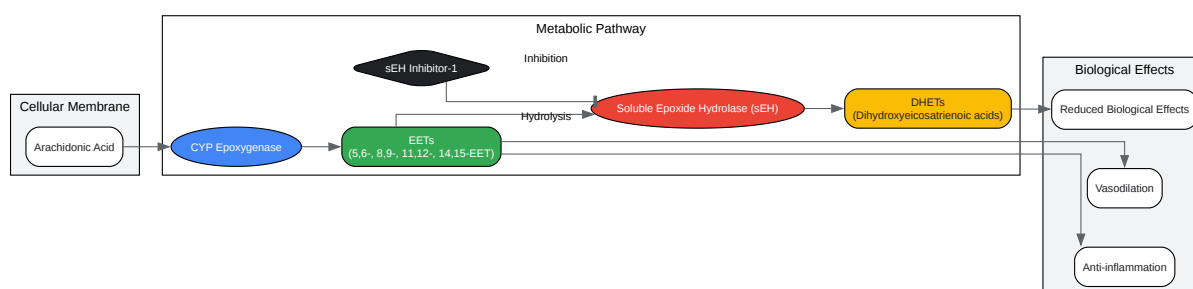 Metabolic Pathway
Inhibition
sEH Inhibitor-1
Biological Effects
Cellular Membrane
Soluble Epoxide Hydrolase (sEH)
DHETs
(Dihydroxyeicosatrienoic acids)
Reduced Biological Effects
Hydrolysis
Arachidonic Acid
CYP Epoxygenase
EETs
(5,6-, 8,9-, 11,12-, 14,15-EET)
Vasodilation
Anti-inflammation